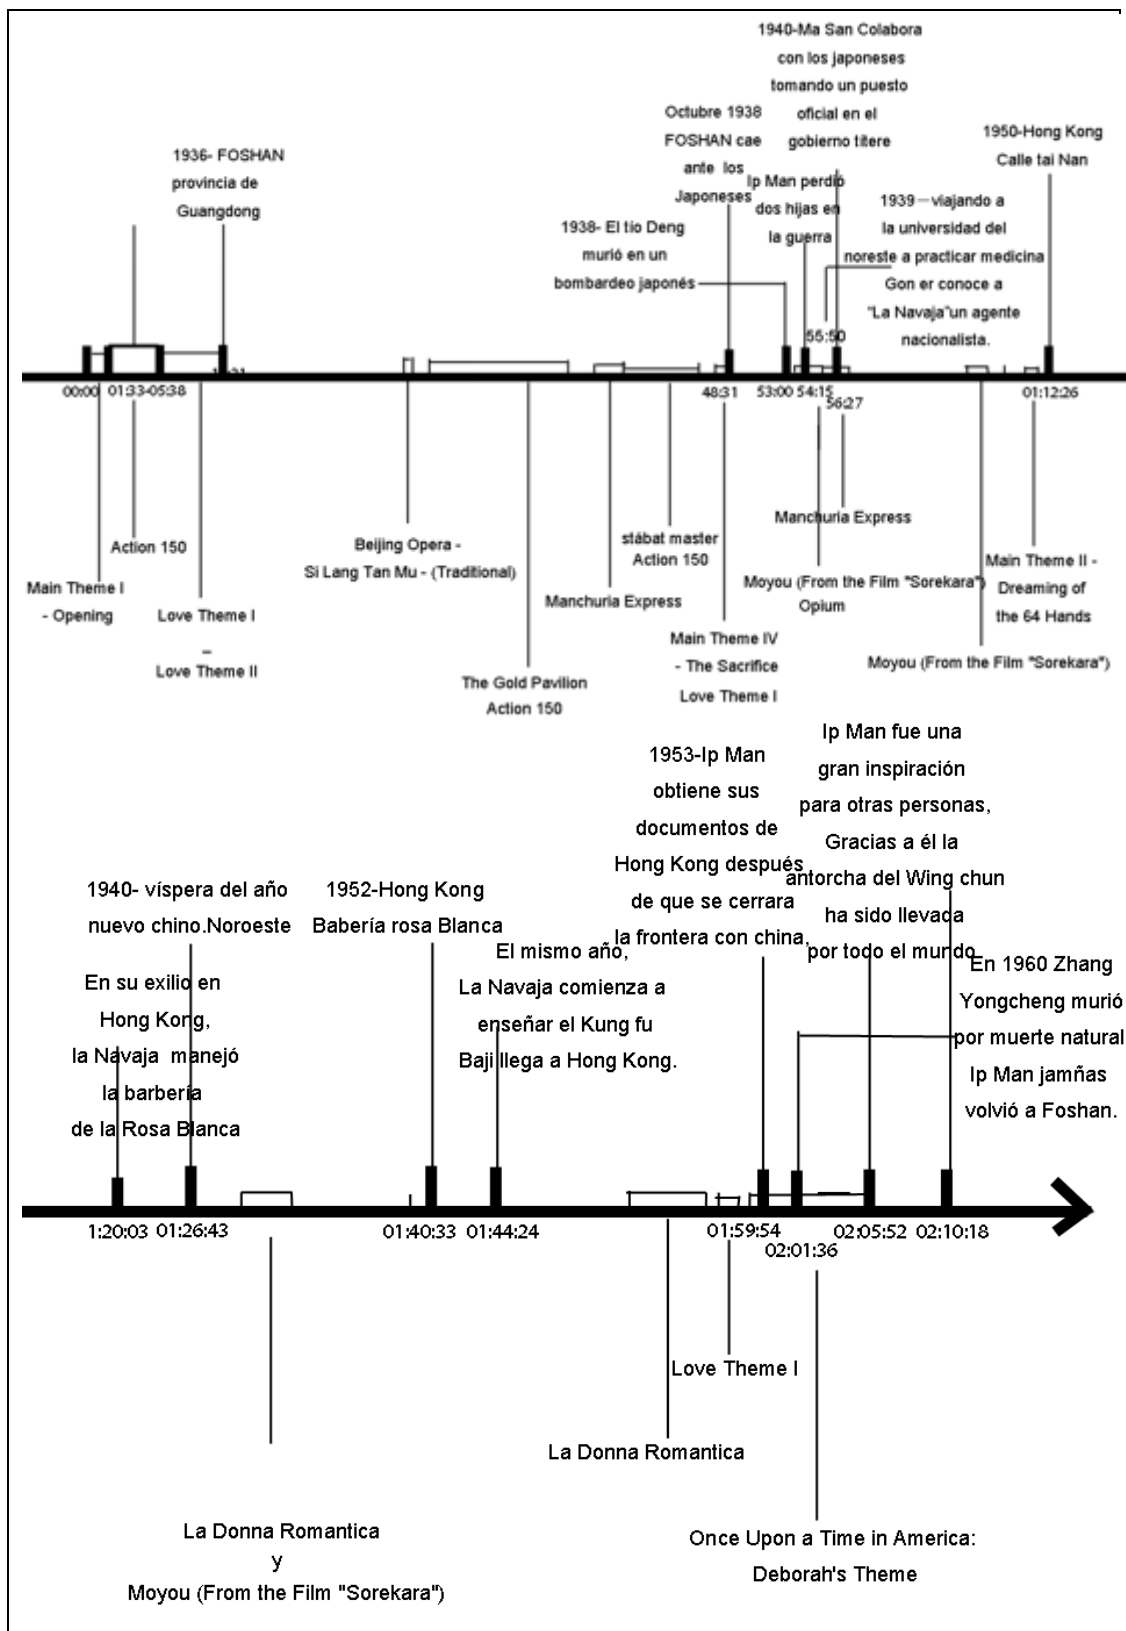 1940-Ma San Colabora
con los japoneses
tomando un puesto
oficial en el
gobierno títere
Octubre 1938
FOSHAN cae
ante los
Japoneses
1950-Hong Kong
Calle tai Nan
1936- FOSHAN
provincia de
Guangdong
Ip Man perdió
dos hijas en
la guerra
1939—viajando a
la universidad del
noreste a practicar medicina
Gon er conoce a
"La Navaja"un agente
nacionalista.
1938- El tío Deng
murió en un
bombardeo japonés
55:50
00:00
01:33-05:38
48:31
53:00
54:15
56:27
01:12:26
Main Theme I
- Opening
Action 150
Love Theme I
–
Love Theme II
Beijing Opera -
Si Lang Tan Mu - (Traditional)
The Gold Pavilion
Action 150
Manchuria Express
stábat master
Action 150
Main Theme IV
- The Sacrifice
Love Theme I
Manchuria Express
Moyou (From the Film "Sorekara")
Opium
Moyou (From the Film "Sorekara")
Main Theme II -
Dreaming of
the 64 Hands
1940- víspera del año
nuevo chino.Noroeste
En su exilio en
Hong Kong,
la Navaja manejó
la barbería
de la Rosa Blanca
1952-Hong Kong
Babería rosa Blanca
El mismo año,
La Navaja comienza a
enseñar el Kung fu
Baji llega a Hong Kong.
1953-Ip Man
obtiene sus
documentos de
Hong Kong después
de que se cerrara
la frontera con china,
Ip Man fue una
gran inspiración
para otras personas,
Gracias a él la
antorcha del Wing chun
ha sido llevada
por todo el mundo
En 1960 Zhang
Yongcheng murió
por muerte natural
Ip Man jamñas
volvió a Foshan.
1:20:03
01:26:43
01:40:33
01:44:24
01:59:54
02:01:36
02:05:52
02:10:18
La Donna Romantica
y
Moyou (From the Film "Sorekara")
La Donna Romantica
Love Theme I
Once Upon a Time in America:
Deborah's Theme